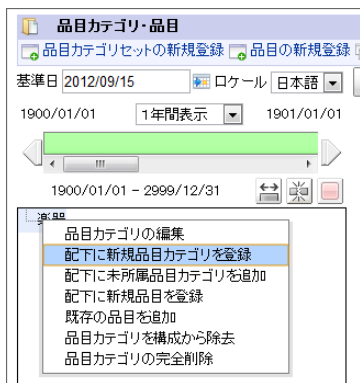 品目カテゴリ・品目
品目カテゴリセットの新規登録 品目の新規登録
基準日 2012/09/15 ロケール 日本語
1900/01/01 1年間表示 1901/01/01
1900/01/01 - 2999/12/31
楽器
品目カテゴリの編集
配下に新規品目カテゴリを登録
配下に未所属品目カテゴリを追加
配下に新規品目を登録
既存の品目を追加
品目カテゴリを構成から除去
品目カテゴリの完全削除